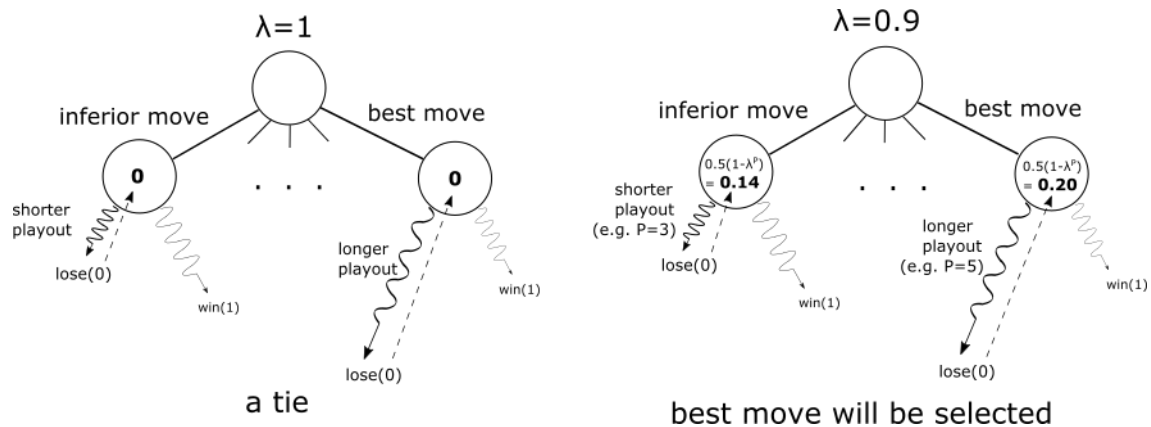 λ=1
inferior move
best move
0
0
. . .
shorter
playout
lose(0)
win(1)
longer
playout
lose(0)
win(1)
a tie
λ=0.9
inferior move
best move
0.5(1-λᵖ)
= 0.14
0.5(1-λᵖ)
= 0.20
. . .
shorter
playout
(e.g. P=3)
lose(0)
win(1)
longer
playout
(e.g. P=5)
lose(0)
win(1)
best move will be selected